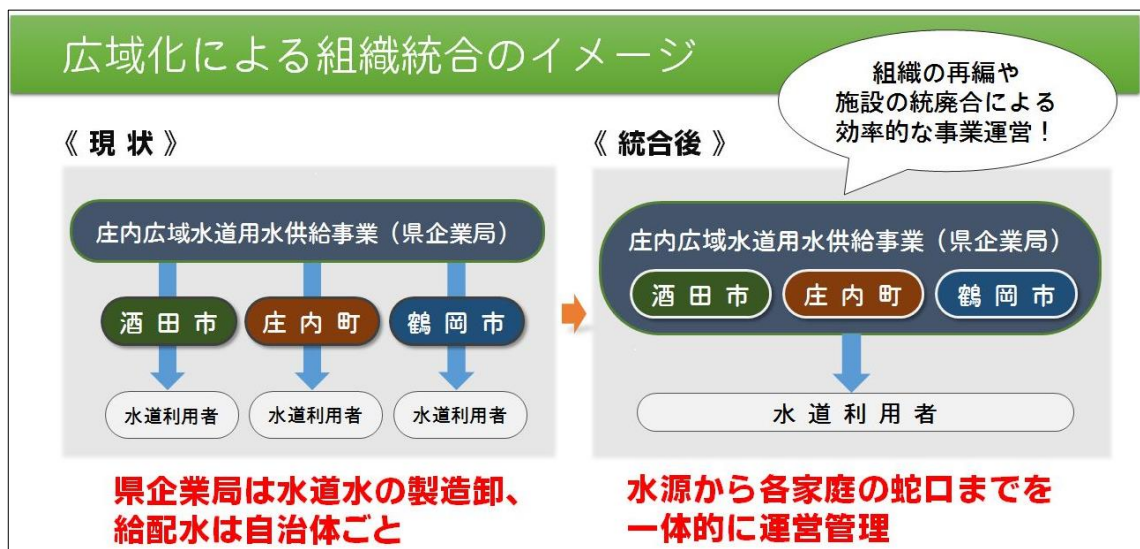 広域化による組織統合のイメージ
組織の再編や
施設の統廃合による
効率的な事業運営！
《 現 状 》
庄内広域水道用水供給事業（県企業局）
酒 田 市
庄 内 町
鶴 岡 市
水道利用者
水道利用者
水道利用者
県企業局は水道水の製造卸、
給配水は自治体ごと
《 統合後 》
庄内広域水道用水供給事業（県企業局）
酒 田 市
庄 内 町
鶴 岡 市
水 道 利 用 者
水源から各家庭の蛇口までを
一体的に運営管理